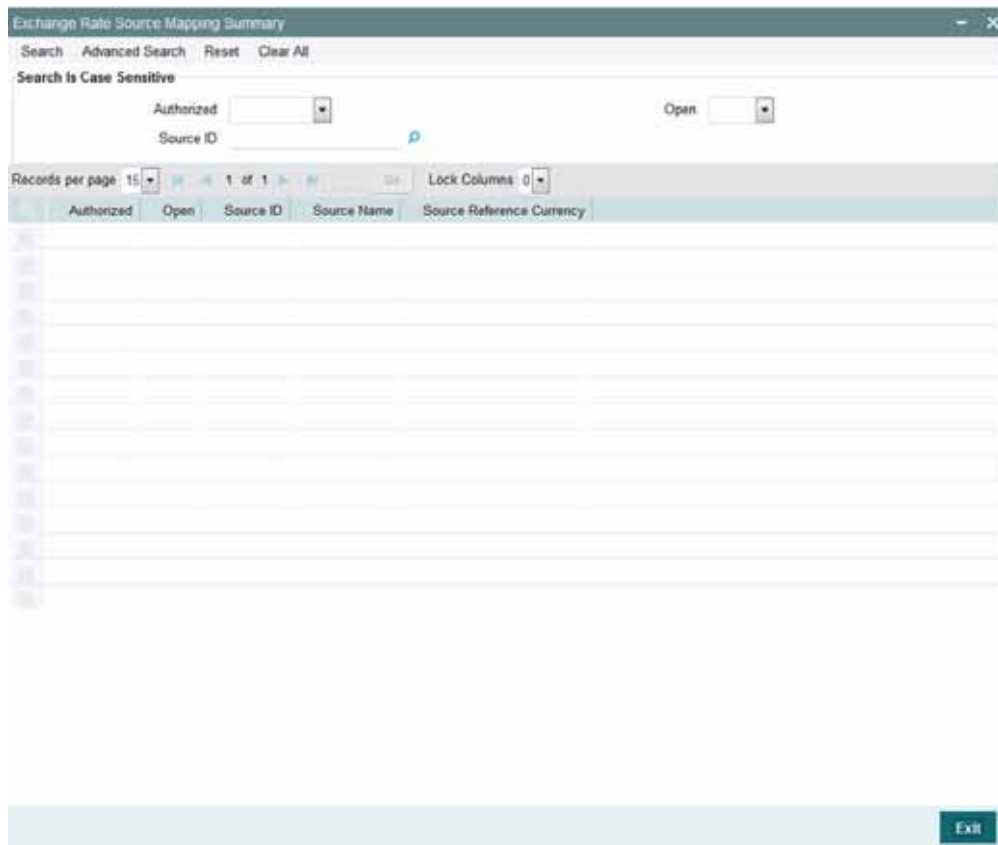 Exchange Rate Source Mapping Summary
Search Advanced Search Reset Clear All
Search Is Case Sensitive
Authorized Open
Source ID
Records per page 15 1 of 1 Go Lock Columns 0
Authorized Open Source ID Source Name Source Reference Currency
Exit